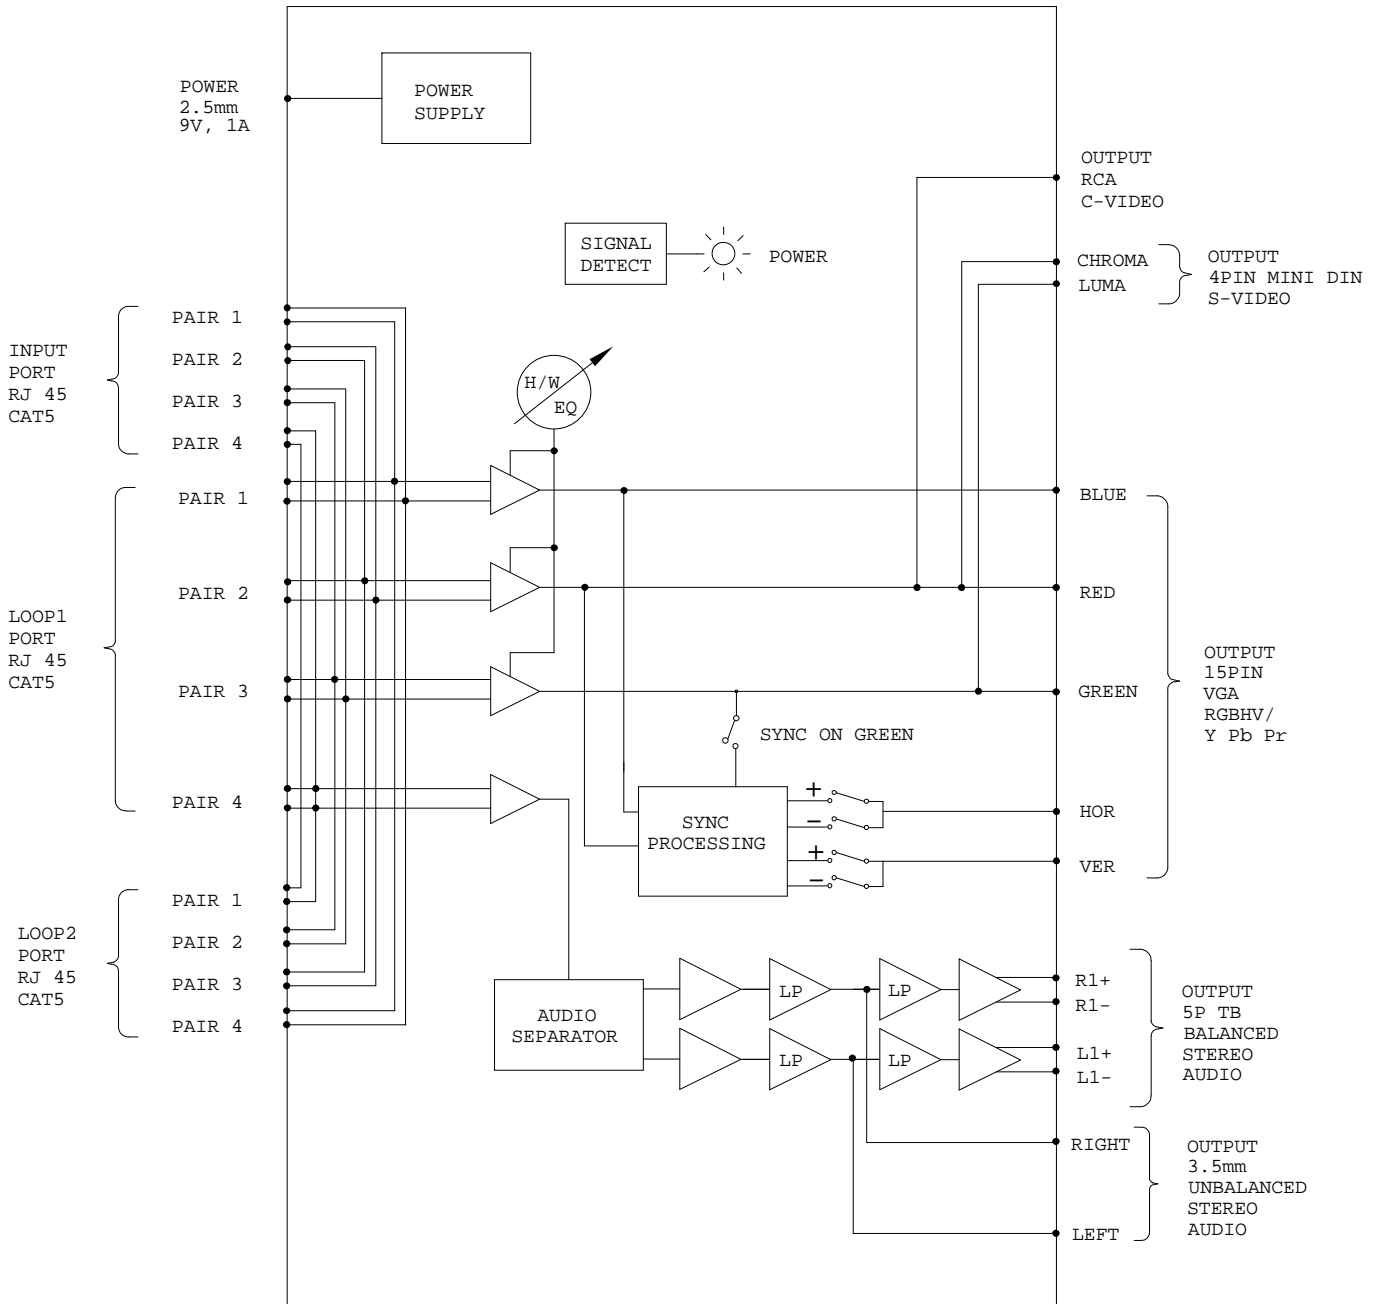 POWER
2.5mm
9V, 1A
POWER
SUPPLY
OUTPUT
RCA
C-VIDEO
SIGNAL
DETECT
POWER
CHROMA
LUMA
OUTPUT
4PIN MINI DIN
S-VIDEO
INPUT
PORT
RJ 45
CAT5
PAIR 1
PAIR 2
PAIR 3
PAIR 4
H/W
EQ
LOOP1
PORT
RJ 45
CAT5
PAIR 1
PAIR 2
PAIR 3
PAIR 4
BLUE
RED
GREEN
HOR
VER
OUTPUT
15PIN
VGA
RGBHV/
Y Pb Pr
SYNC ON GREEN
SYNC
PROCESSING
+
-
+
-
LOOP2
PORT
RJ 45
CAT5
PAIR 1
PAIR 2
PAIR 3
PAIR 4
AUDIO
SEPARATOR
LP
LP
LP
LP
R1+
R1-
L1+
L1-
OUTPUT
5P TB
BALANCED
STEREO
AUDIO
RIGHT
LEFT
OUTPUT
3.5mm
UNBALANCED
STEREO
AUDIO